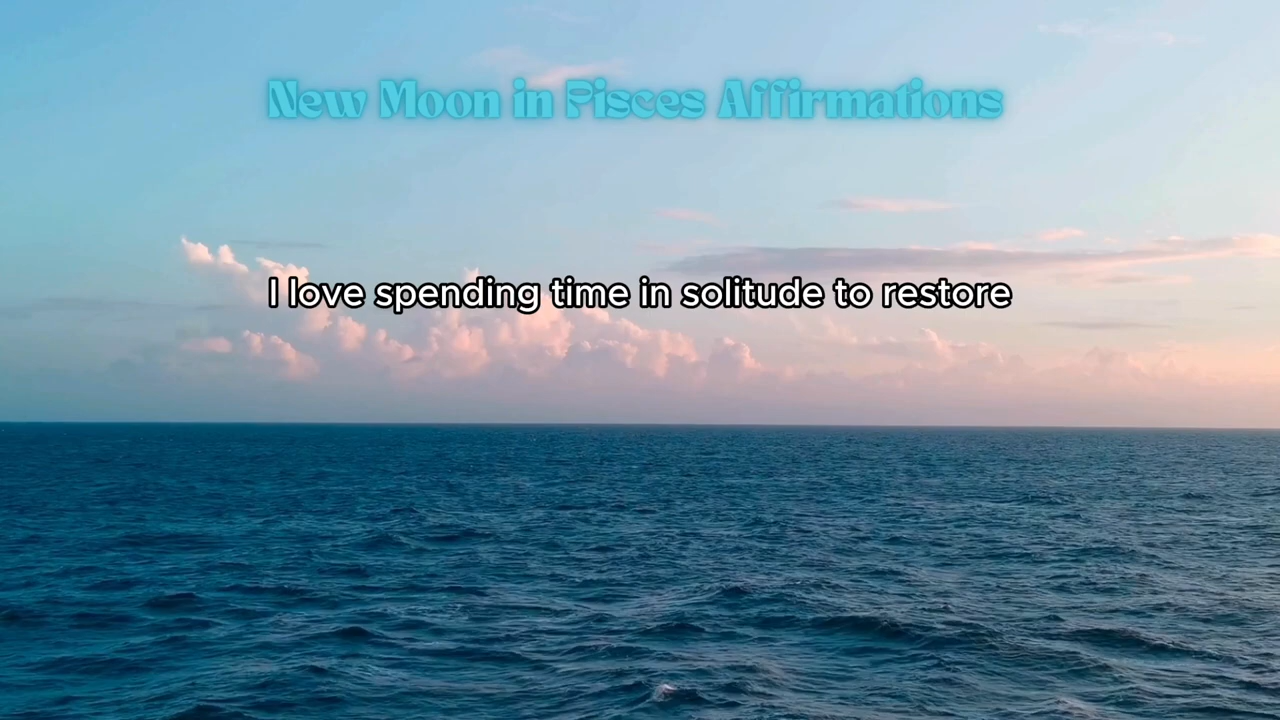 New Moon in Pisces Affirmations
I love spending time in solitude to restore